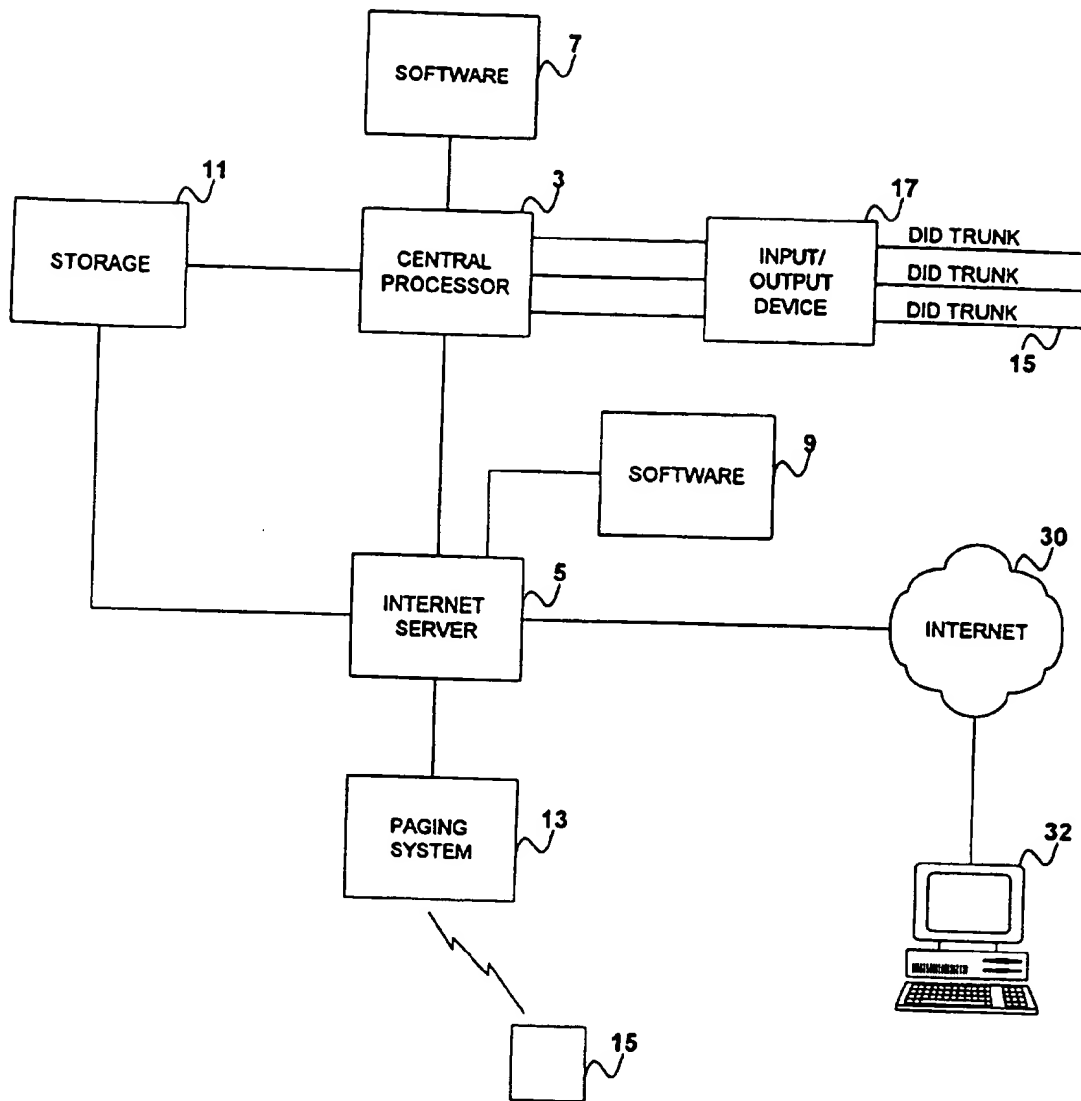 7
SOFTWARE
11
3
17
STORAGE
CENTRAL
PROCESSOR
INPUT/
OUTPUT
DEVICE
DID TRUNK
DID TRUNK
DID TRUNK
15
9
SOFTWARE
30
5
INTERNET
SERVER
INTERNET
13
PAGING
SYSTEM
32
15